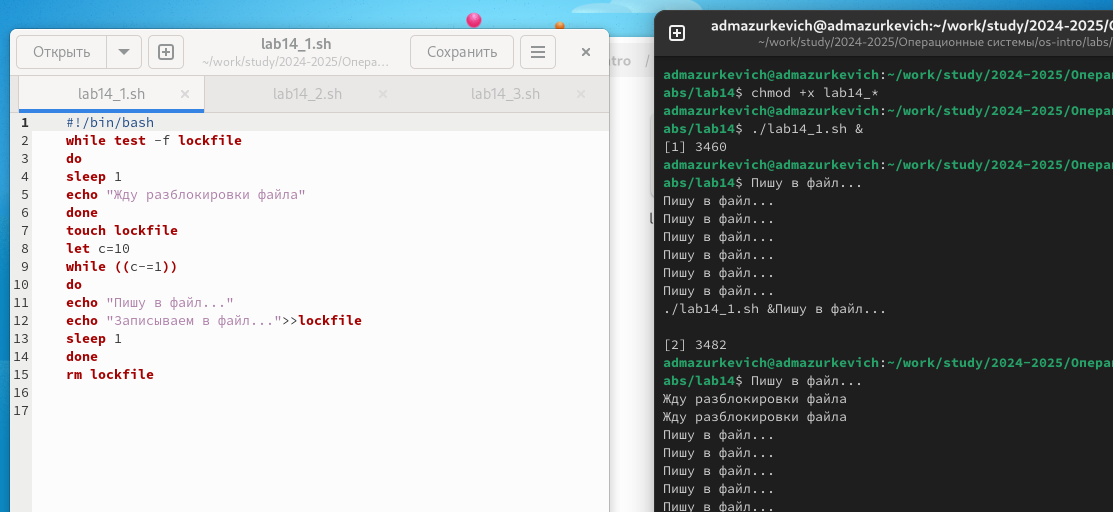 Открыть
lab14_1.sh
~/work/study/2024-2025/Опера...
Сохранить
lab14_1.sh
lab14_2.sh
lab14_3.sh
1 #!/bin/bash
2 while test -f lockfile
3 do
4 sleep 1
5 echo "Жду разблокировки файла"
6 done
7 touch lockfile
8 let c=10
9 while ((c-=1))
10 do
11 echo "Пишу в файл..."
12 echo "Записываем в файл...">>lockfile
13 sleep 1
14 done
15 rm lockfile
16
17
ntro /
admazurkevich@admazurkevich:~/work/study/2024-2025/
~/work/study/2024-2025/Операционные системы/os-intro/labs/
admazurkevich@admazurkevich:~/work/study/2024-2025/Опера
abs/lab14$ chmod +x lab14_*
admazurkevich@admazurkevich:~/work/study/2024-2025/Опера
abs/lab14$ ./lab14_1.sh &
[1] 3460
admazurkevich@admazurkevich:~/work/study/2024-2025/Опера
abs/lab14$ Пишу в файл...
Пишу в файл...
Пишу в файл...
Пишу в файл...
Пишу в файл...
Пишу в файл...
Пишу в файл...
./lab14_1.sh &Пишу в файл...
[2] 3482
admazurkevich@admazurkevich:~/work/study/2024-2025/Опера
abs/lab14$ Пишу в файл...
Жду разблокировки файла
Жду разблокировки файла
Пишу в файл...
Пишу в файл...
Пишу в файл...
Пишу в файл...
Пишу в файл...